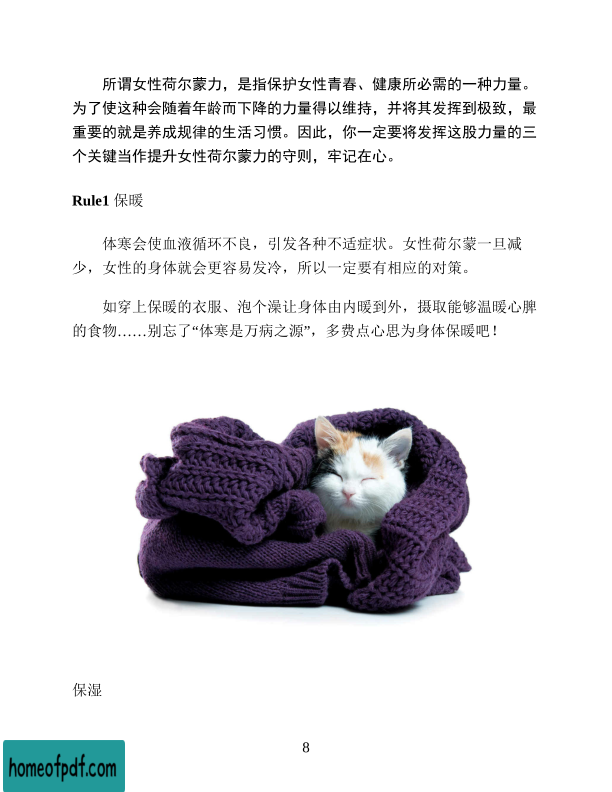 所谓女性荷尔蒙力，是指保护女性青春、健康所必需的一种力量。
为了使这种会随着年龄而下降的力量得以维持，并将其发挥到极致，最
重要的就是养成规律的生活习惯。因此，你一定要将发挥这股力量的三
个关键当作提升女性荷尔蒙力的守则，牢记在心。
Rule1 保暖
体寒会使血液循环不良，引发各种不适症状。女性荷尔蒙一旦减
少，女性的身体就会更容易发冷，所以一定要有相应的对策。
如穿上保暖的衣服、泡个澡让身体由内暖到外，摄取能够温暖心脾
的食物……别忘了“体寒是万病之源”，多费点心思为身体保暖吧！
保湿
8
homeofpdf.com